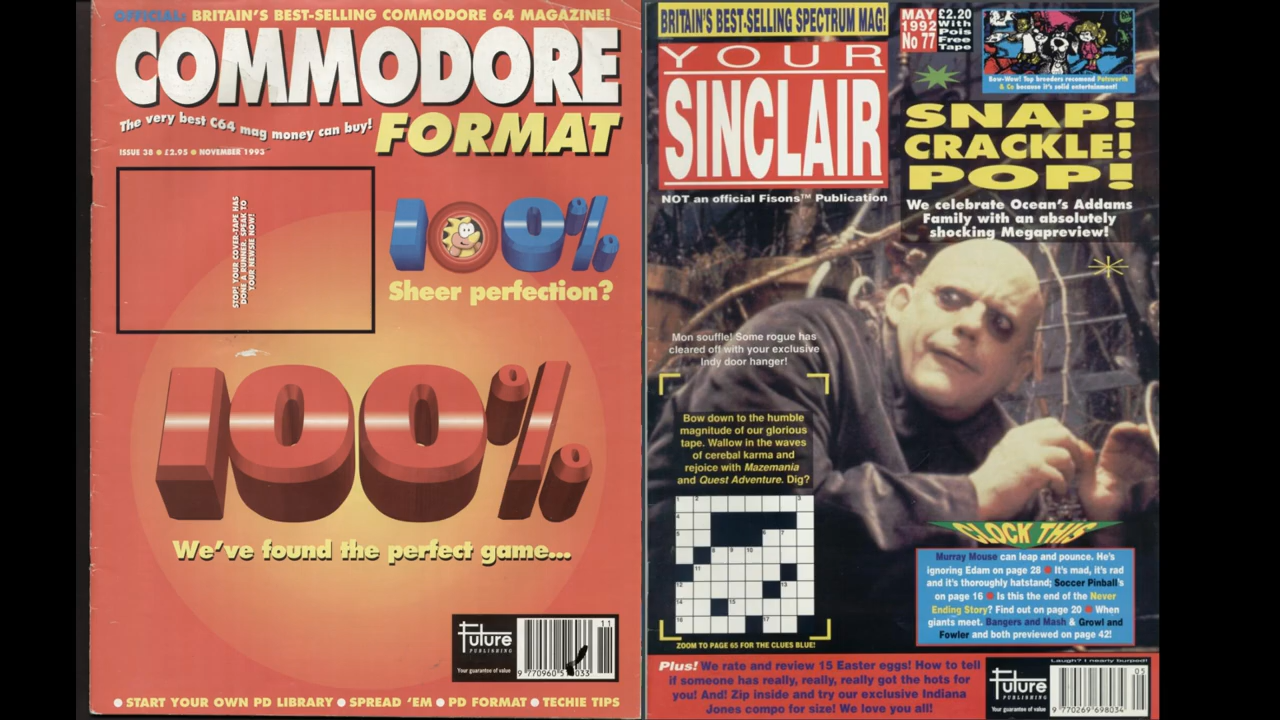 OFFICIAL: BRITAIN'S BEST-SELLING COMMODORE 64 MAGAZINE!
COMMODORE
The very best C64 mag money can buy!
FORMAT
ISSUE 38 ● £2.95 ● NOVEMBER 1993
STOP! YOUR COVER-TAPE HAS
DONE A RUNNER. SPEAK TO
YOUR NEWSIE NOW!
100%
Sheer perfection?
100%
We've found the perfect game...
Future
PUBLISHING
Your guarantee of value
11
● START YOUR OWN PD LIBRARY ● SPREAD 'EM ● PD FORMAT ● TECHIE TIPS
BRITAIN'S BEST-SELLING SPECTRUM MAG!
MAY
1992
No 77
£2.20
With
Pois
Free
Tape
YOUR
SINCLAIR
NOT an official Fisons™ Publication
Bow-Wow! Top breeders recomend Potsworth
& Co because it's solid entertainment!
SNAP!
CRACKLE!
POP!
We celebrate Ocean's Addams
Family with an absolutely
shocking Megapreview!
Mon souffle! Some rogue has
cleared off with your exclusive
Indy door hanger!
Bow down to the humble
magnitude of our glorious
tape. Wallow in the waves
of cerebral karma and
rejoice with Mazemania
and Quest Adventure. Dig?
ZOOM TO PAGE 65 FOR THE CLUES BLUE!
CLOCK THIS
Murray Mouse can leap and pounce. He's
ignoring Edam on page 28 ● It's mad, it's rad
and it's thoroughly hatstand; Soccer Pinball's
on page 16 ● Is this the end of the Never
Ending Story? Find out on page 20 ● When
giants meet. Bangers and Mash & Growl and
Fowler and both previewed on page 42!
Plus! We rate and review 15 Easter eggs! How to tell
if someone has really, really, really got the hots for
you! And! Zip inside and try our exclusive Indiana
Jones compo for size! We love you all!
Laugh? I nearly burped!
Future
PUBLISHING
Your guarantee of value
05
9 770269 698034